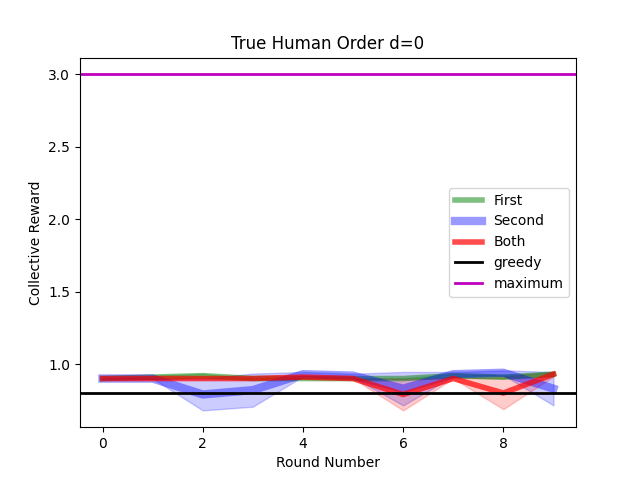 True Human Order d=0
Collective Reward
3.0
2.5
2.0
1.5
1.0
First
Second
Both
greedy
maximum
0
2
4
6
8
Round Number